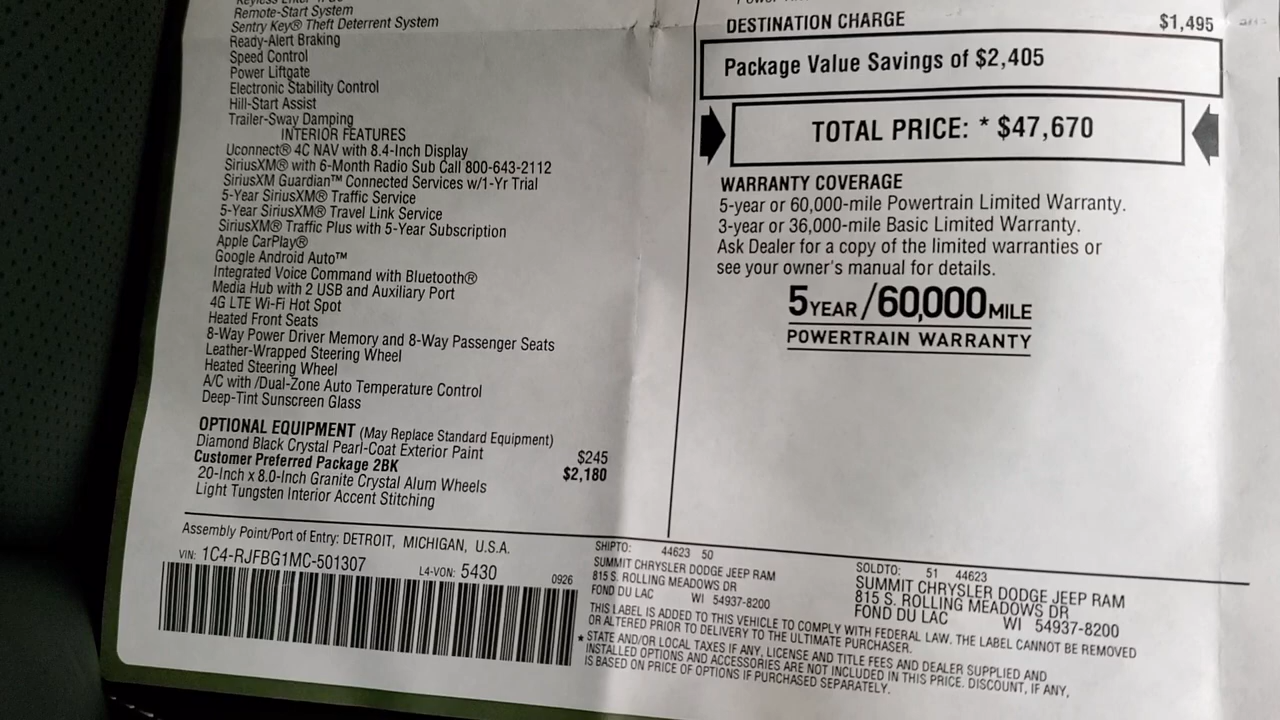 Remote-Start System
Sentry Key® Theft Deterrent System
Ready-Alert Braking
Speed Control
Power Liftgate
Electronic Stability Control
Hill-Start Assist
Trailer-Sway Damping
INTERIOR FEATURES
Uconnect® 4C NAV with 8.4-Inch Display
SiriusXM® with 6-Month Radio Sub Call 800-643-2112
SiriusXM Guardian™ Connected Services w/1-Yr Trial
5-Year SiriusXM® Traffic Service
5-Year SiriusXM® Travel Link Service
SiriusXM® Traffic Plus with 5-Year Subscription
Apple CarPlay®
Google Android Auto™
Integrated Voice Command with Bluetooth®
Media Hub with 2 USB and Auxiliary Port
4G LTE Wi-Fi Hot Spot
Heated Front Seats
8-Way Power Driver Memory and 8-Way Passenger Seats
Leather-Wrapped Steering Wheel
Heated Steering Wheel
A/C with /Dual-Zone Auto Temperature Control
Deep-Tint Sunscreen Glass
OPTIONAL EQUIPMENT (May Replace Standard Equipment)
Diamond Black Crystal Pearl-Coat Exterior Paint $245
Customer Preferred Package 2BK $2,180
20-Inch x 8.0-Inch Granite Crystal Alum Wheels
Light Tungsten Interior Accent Stitching
DESTINATION CHARGE $1,495
Package Value Savings of $2,405
TOTAL PRICE: * $47,670
WARRANTY COVERAGE
5-year or 60,000-mile Powertrain Limited Warranty.
3-year or 36,000-mile Basic Limited Warranty.
Ask Dealer for a copy of the limited warranties or
see your owner's manual for details.
5 YEAR /60,000 MILE
POWERTRAIN WARRANTY
Assembly Point/Port of Entry: DETROIT, MICHIGAN, U.S.A.
VIN: 1C4-RJFBG1MC-501307 L4-VON: 5430 0926
SHIPTO: 44623 50
SUMMIT CHRYSLER DODGE JEEP RAM
815 S. ROLLING MEADOWS DR
FOND DU LAC WI 54937-8200
SOLDTO: 51 44623
SUMMIT CHRYSLER DODGE JEEP RAM
815 S. ROLLING MEADOWS DR
FOND DU LAC WI 54937-8200
THIS LABEL IS ADDED TO THIS VEHICLE TO COMPLY WITH FEDERAL LAW. THE LABEL CANNOT BE REMOVED
OR ALTERED PRIOR TO DELIVERY TO THE ULTIMATE PURCHASER.
* STATE AND/OR LOCAL TAXES IF ANY, LICENSE AND TITLE FEES AND DEALER SUPPLIED AND
INSTALLED OPTIONS AND ACCESSORIES ARE NOT INCLUDED IN THIS PRICE. DISCOUNT, IF ANY,
IS BASED ON PRICE OF OPTIONS IF PURCHASED SEPARATELY.